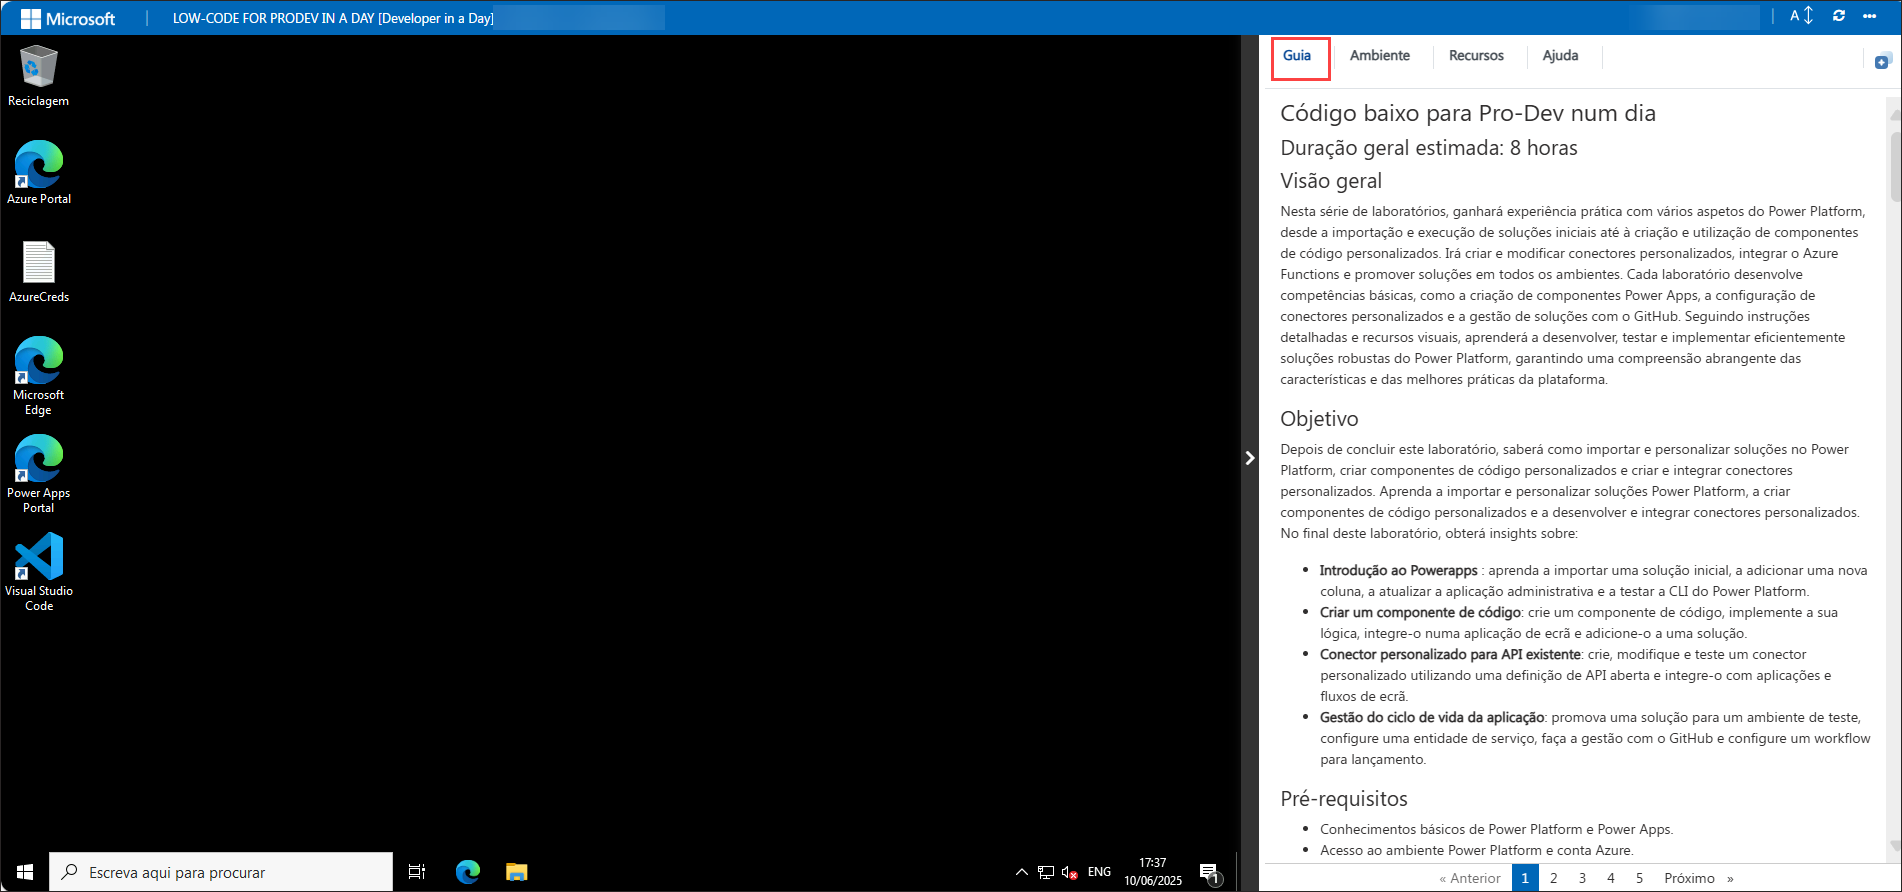 Microsoft
LOW-CODE FOR PRODEV IN A DAY [Developer in a Day]
A
Reciclagem
Azure Portal
AzureCreds
Microsoft
Edge
Power Apps
Portal
Visual Studio
Code
Guia
Ambiente
Recursos
Ajuda
Código baixo para Pro-Dev num dia
Duração geral estimada: 8 horas
Visão geral
Nesta série de laboratórios, ganhará experiência prática com vários aspetos do Power Platform,
desde a importação e execução de soluções iniciais até à criação e utilização de componentes
de código personalizados. Irá criar e modificar conectores personalizados, integrar o Azure
Functions e promover soluções em todos os ambientes. Cada laboratório desenvolve
competências básicas, como a criação de componentes Power Apps, a configuração de
conectores personalizados e a gestão de soluções com o GitHub. Seguindo instruções
detalhadas e recursos visuais, aprenderá a desenvolver, testar e implementar eficientemente
soluções robustas do Power Platform, garantindo uma compreensão abrangente das
características e das melhores práticas da plataforma.
Objetivo
Depois de concluir este laboratório, saberá como importar e personalizar soluções no Power
Platform, criar componentes de código personalizados e criar e integrar conectores
personalizados. Aprenda a importar e personalizar soluções Power Platform, a criar
componentes de código personalizados e a desenvolver e integrar conectores personalizados.
No final deste laboratório, obterá insights sobre:
• Introdução ao Powerapps : aprenda a importar uma solução inicial, a adicionar uma nova
coluna, a atualizar a aplicação administrativa e a testar a CLI do Power Platform.
• Criar um componente de código: crie um componente de código, implemente a sua
lógica, integre-o numa aplicação de ecrã e adicione-o a uma solução.
• Conector personalizado para API existente: crie, modifique e teste um conector
personalizado utilizando uma definição de API aberta e integre-o com aplicações e
fluxos de ecrã.
• Gestão do ciclo de vida da aplicação: promova uma solução para um ambiente de teste,
configure uma entidade de serviço, faça a gestão com o GitHub e configure um workflow
para lançamento.
Pré-requisitos
• Conhecimentos básicos de Power Platform e Power Apps.
• Acesso ao ambiente Power Platform e conta Azure.
« Anterior 1 2 3 4 5 Próximo »
Escreva aqui para procurar
ENG
17:37
10/06/2025
1